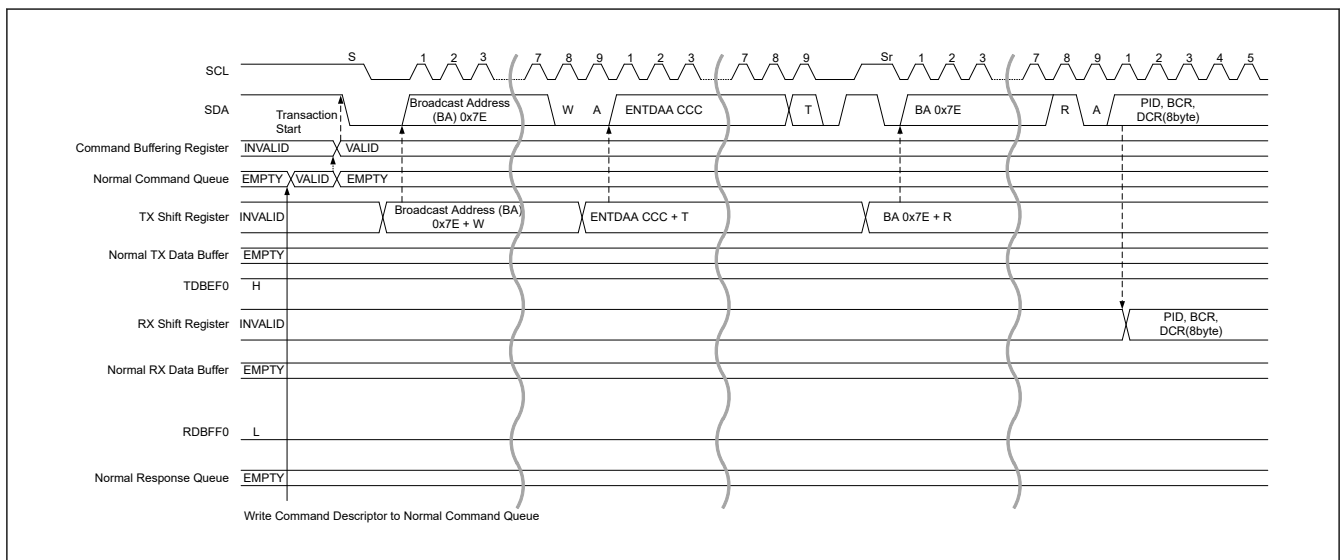 S 1 2 3 7 8 9 1 2 3 7 8 9 Sr 1 2 3 7 8 9 1 2 3 4 5
SCL
SDA
Transaction
Start
Broadcast Address
(BA) 0x7E
W A ENTDAA CCC T BA 0x7E R A
PID, BCR,
DCR(8byte)
Command Buffering Register INVALID VALID
Normal Command Queue EMPTY VALID EMPTY
TX Shift Register INVALID
Broadcast Address (BA)
0x7E + W
ENTDAA CCC + T BA 0x7E + R
Normal TX Data Buffer EMPTY
TDBEF0 H
RX Shift Register INVALID
PID, BCR,
DCR(8byte)
Normal RX Data Buffer EMPTY
RDBFF0 L
Normal Response Queue EMPTY
Write Command Descriptor to Normal Command Queue